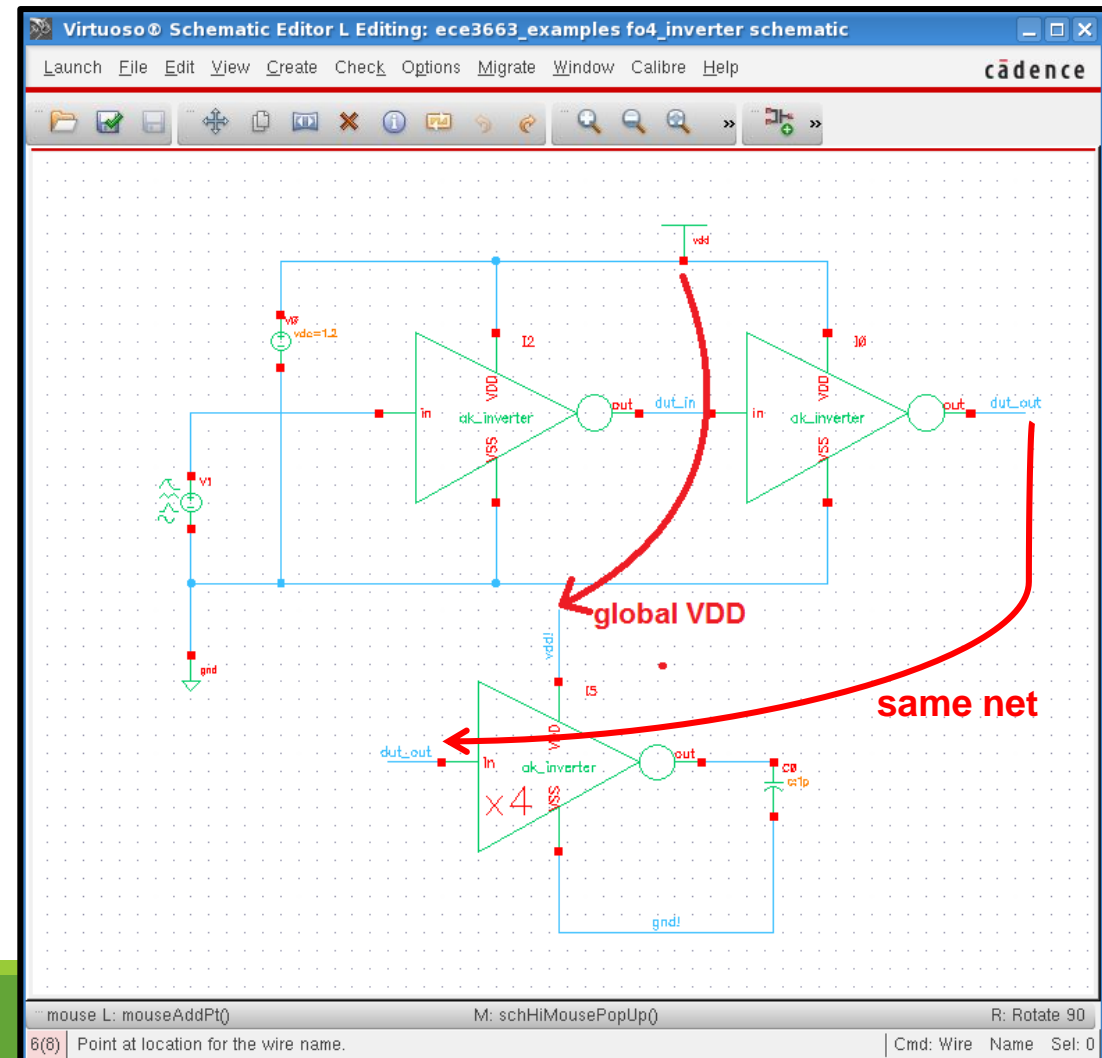 Virtuoso® Schematic Editor L Editing: ece3663_examples fo4_inverter schematic
Launch File Edit View Create Check Options Migrate Window Calibre Help
cādence
» »
vdd
V0
vdc=1.2
I2
I0
VDD
VDD
in
out
dut_in
in
out
dut_out
ak_inverter
ak_inverter
VSS
VSS
V1
global VDD
vdd!
gnd
I5
same net
VDD
dut_out
in
out
ak_inverter
C0
c:1p
x4
VSS
gnd!
mouse L: mouseAddPt() M: schHiMousePopUp() R: Rotate 90
6(8) Point at location for the wire name. Cmd: Wire Name Sel: 0